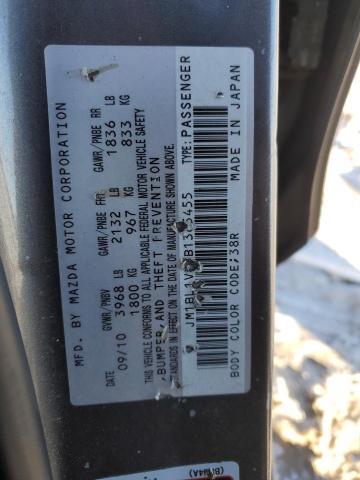 MFD. BY MAZDA MOTOR CORPORATION
GVWR/PNBV GAWR/PNBE FRT GAWR/PNBE RR
DATE 3968 LB 2132 LB 1836 LB
09/10 1800 KG 967 KG 833 KG
THIS VEHICLE CONFORMS TO ALL APPLICABLE FEDERAL MOTOR VEHICLE SAFETY
, BUMPER, AND THEFT PREVENTION
STANDARDS IN EFFECT ON THE DATE OF MANUFACTURE SHOWN ABOVE.
TYPE: PASSENGER
BODY COLOR CODE:38R MADE IN JAPAN